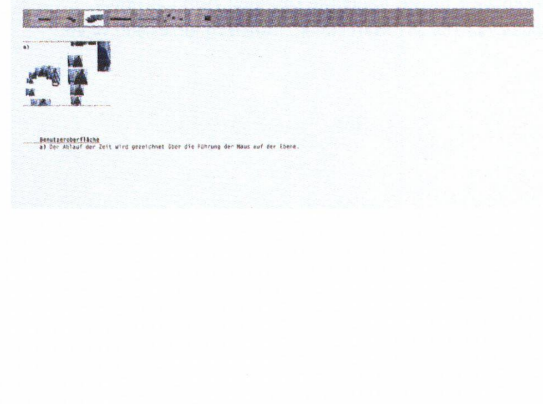 a)
Benutzeroberfläche
a) Der Ablauf der Zeit wird gezeichnet über die Führung der Maus auf der Ebene.